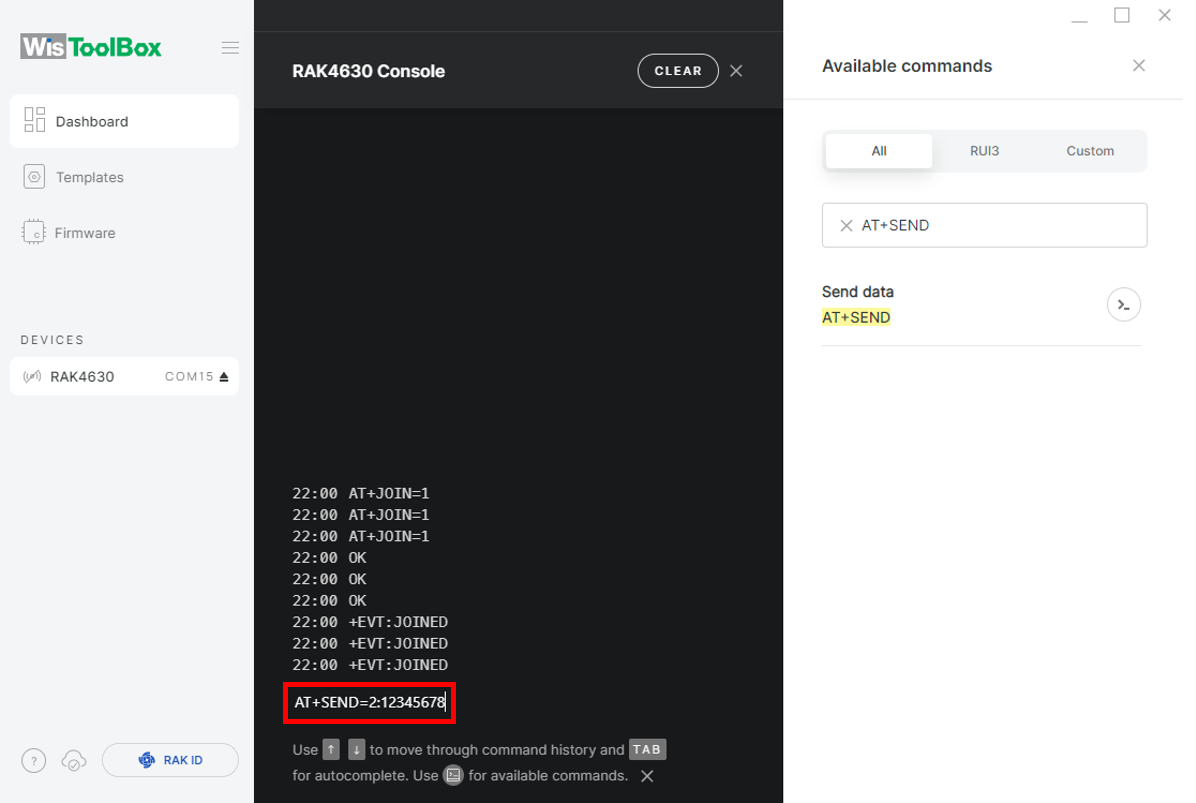 WisToolBox
Dashboard
Templates
Firmware
DEVICES
RAK4630 COM15
? RAK ID
RAK4630 Console CLEAR
22:00 AT+JOIN=1
22:00 AT+JOIN=1
22:00 AT+JOIN=1
22:00 OK
22:00 OK
22:00 OK
22:00 +EVT:JOINED
22:00 +EVT:JOINED
22:00 +EVT:JOINED
AT+SEND=2:12345678
Use ↑ ↓ to move through command history and TAB
for autocomplete. Use for available commands.
Available commands
All RUI3 Custom
AT+SEND
Send data
AT+SEND